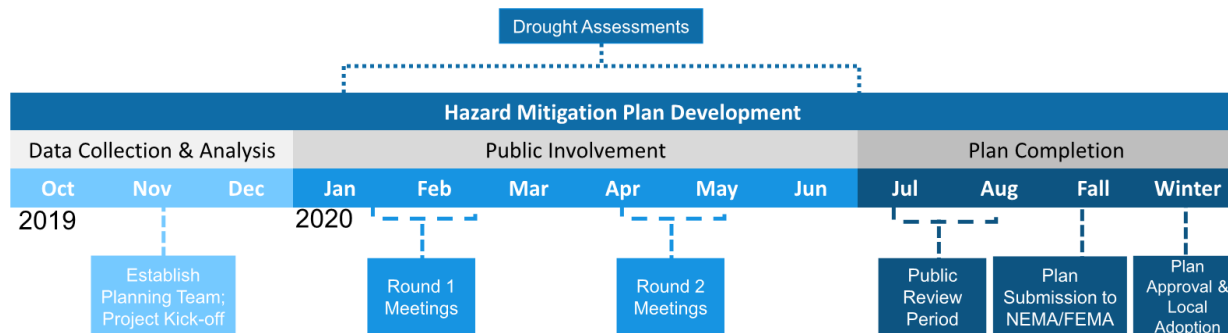 Drought Assessments
Hazard Mitigation Plan Development
Data Collection & Analysis Public Involvement Plan Completion
Oct Nov Dec Jan Feb Mar Apr May Jun Jul Aug Fall Winter
2019 2020
Establish
Planning Team;
Project Kick-off
Round 1
Meetings
Round 2
Meetings
Public
Review
Period
Plan
Submission to
NEMA/FEMA
Plan
Approval &
Local
Adoption